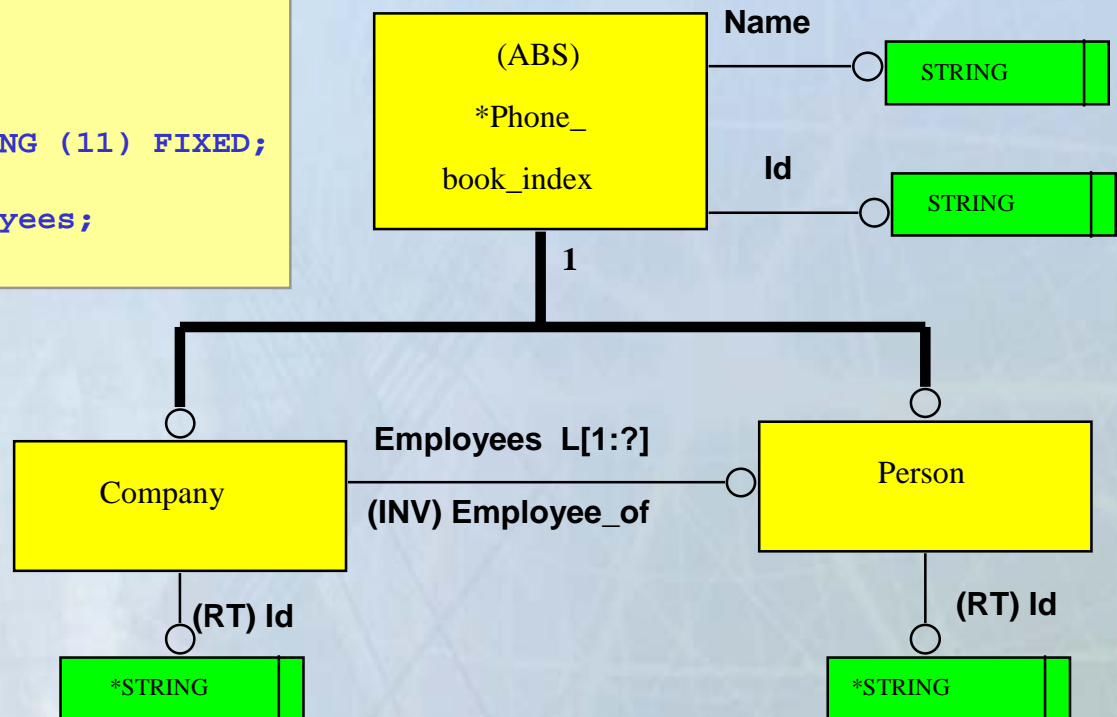 NG (11) FIXED;
yees;
Name
(ABS)
*Phone_
book_index
STRING
Id
STRING
1
Employees L[1:?]
Company
(INV) Employee_of
Person
(RT) Id
(RT) Id
*STRING
*STRING